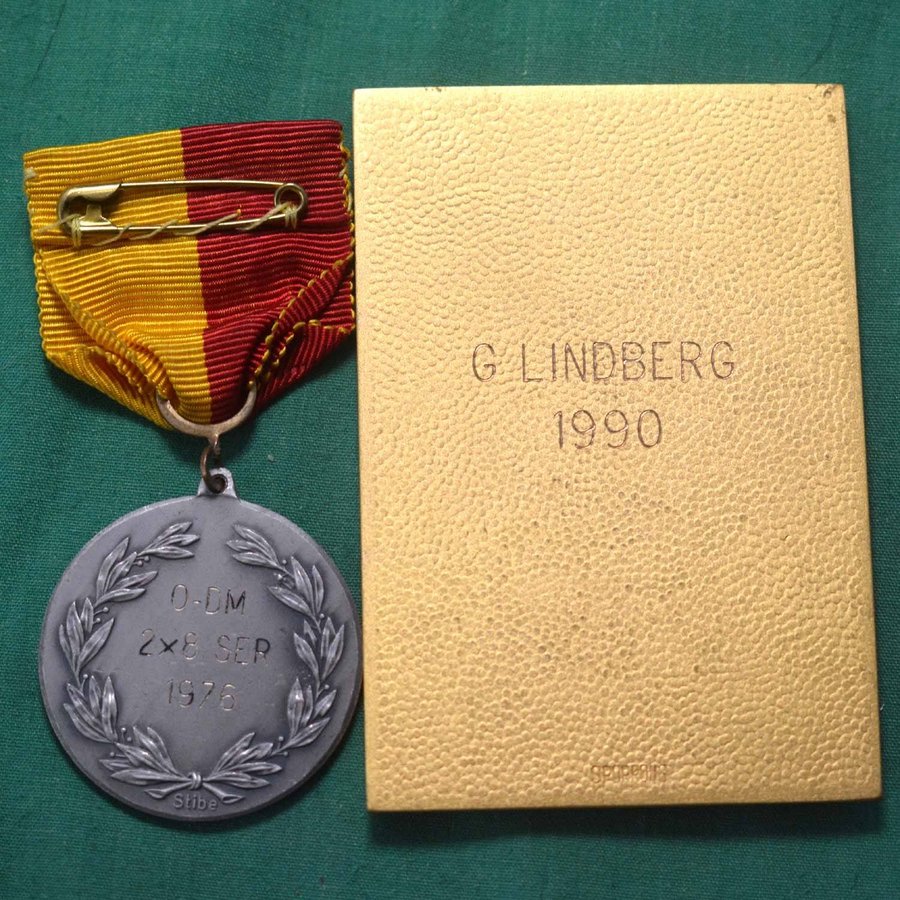 O-DM
2×8 SER
1976
Stibe
G LINDBERG
1990